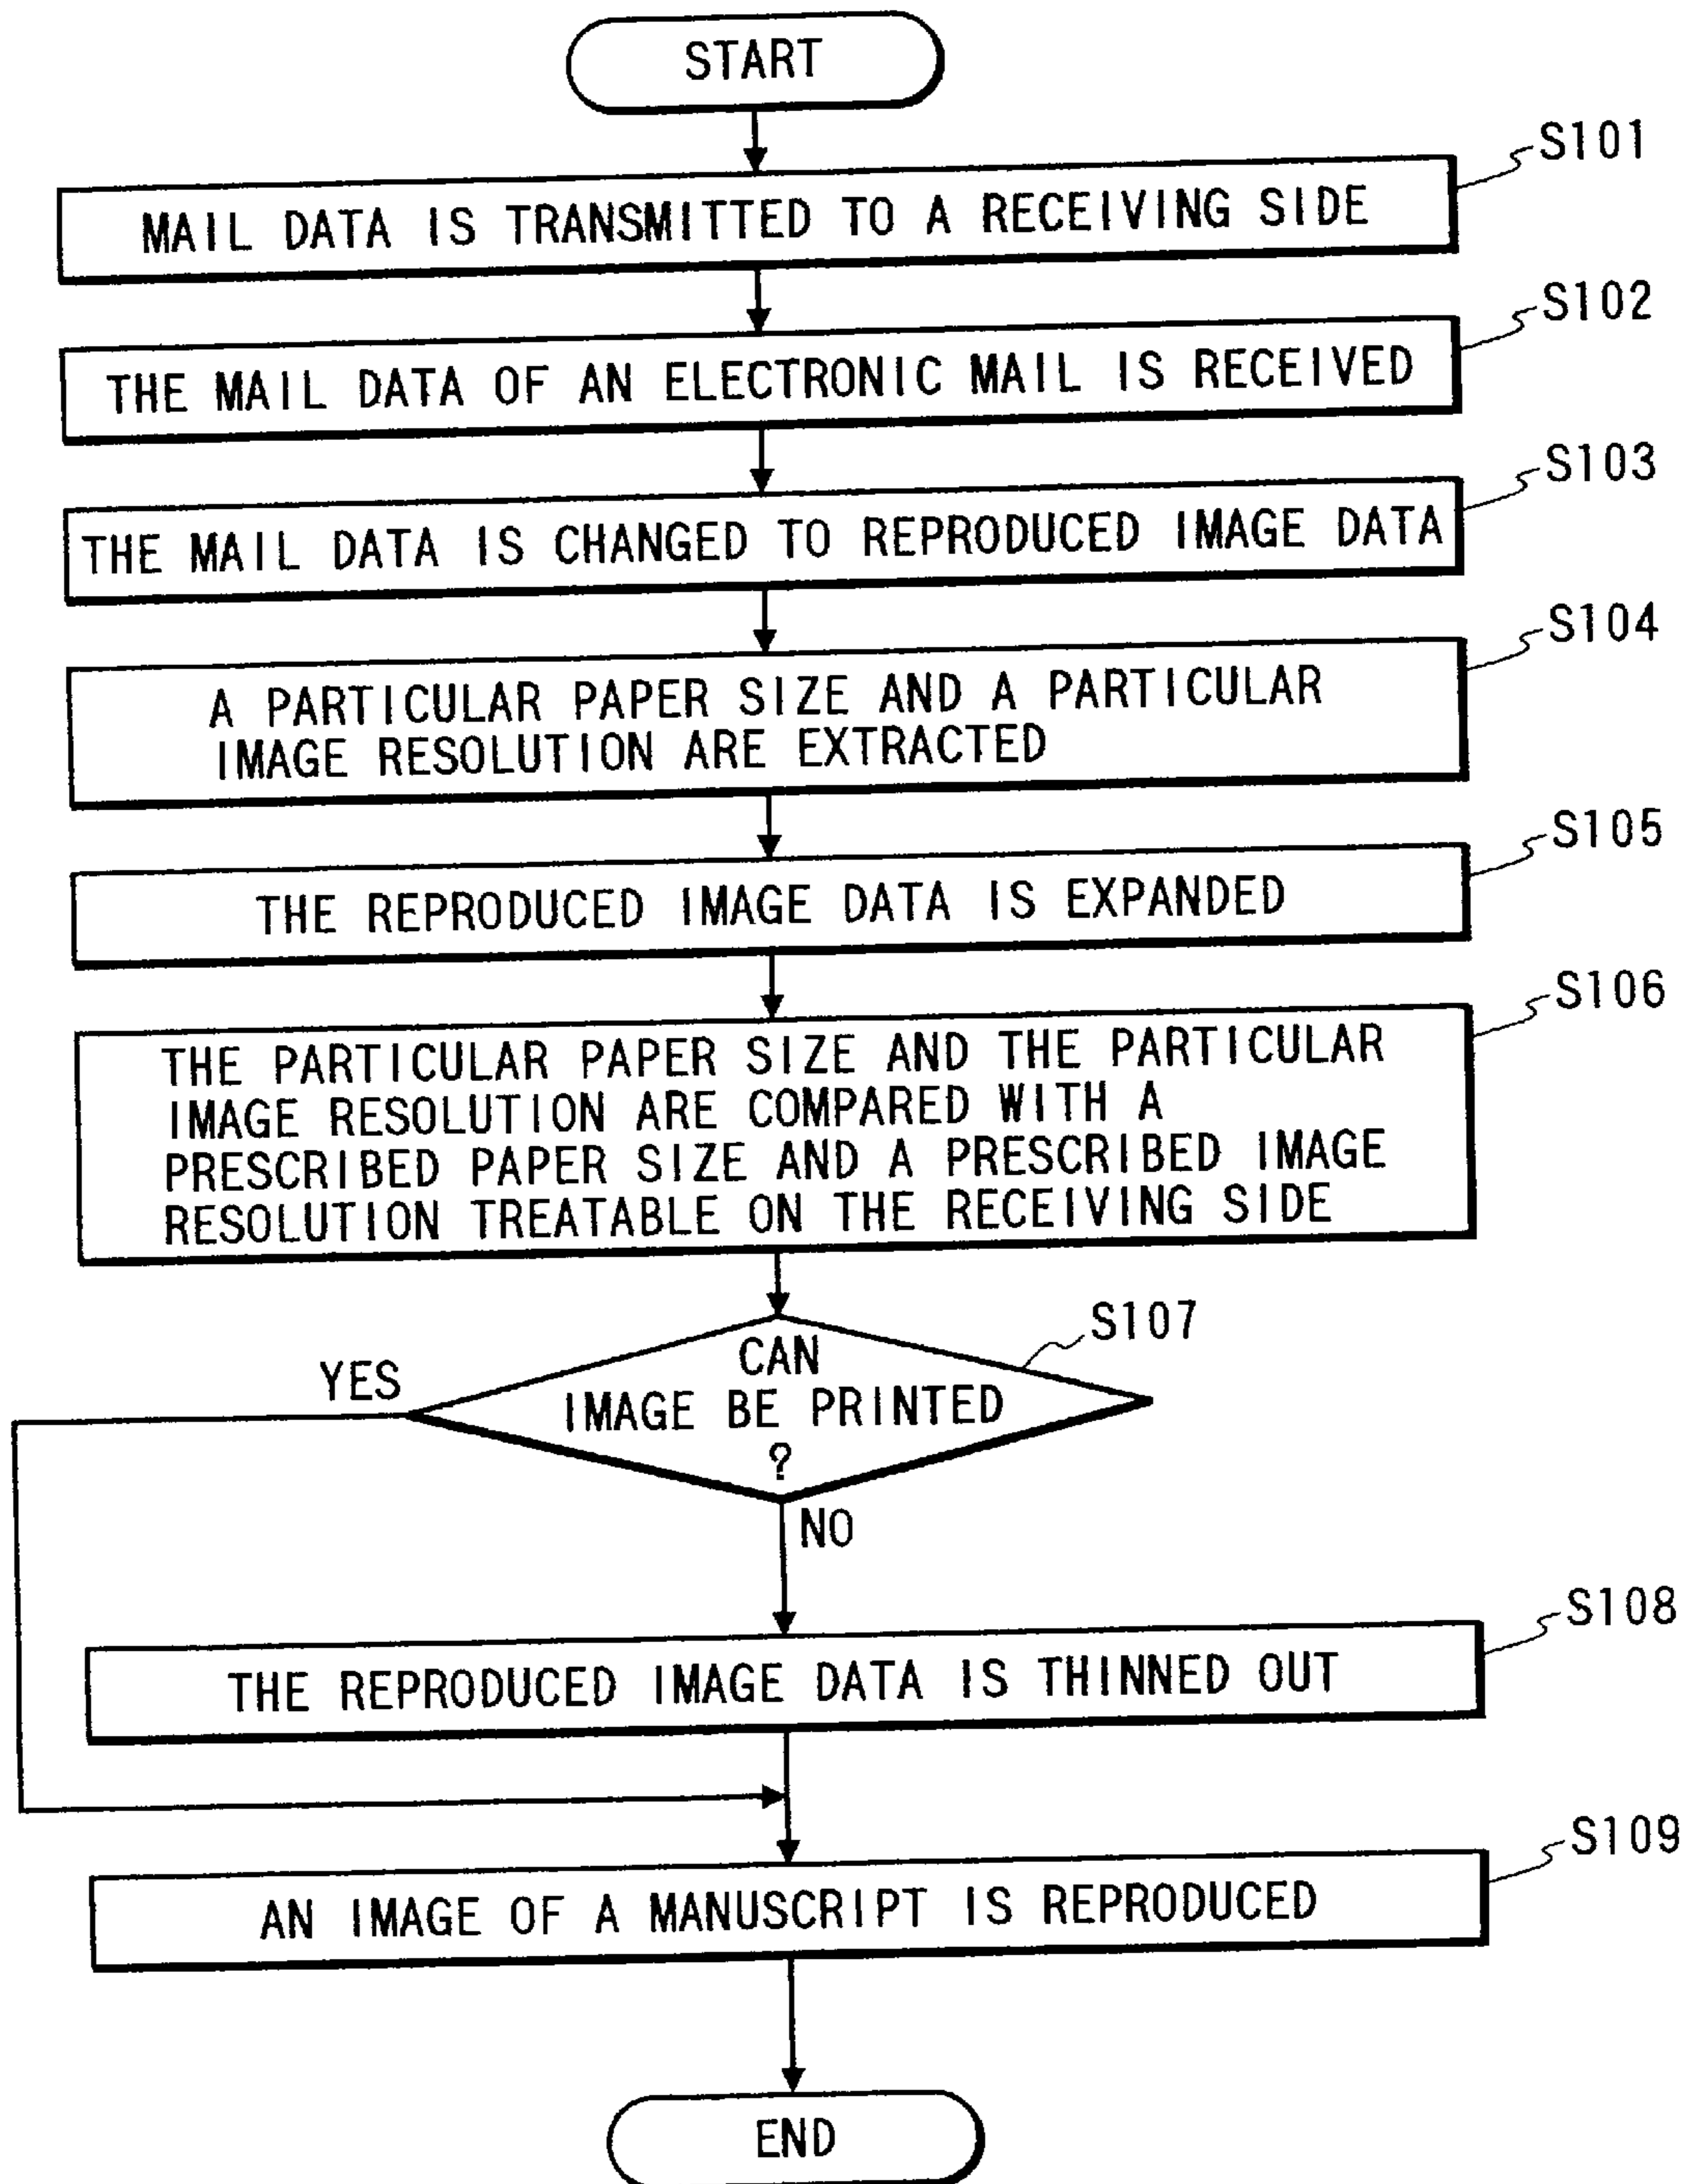 START
S101
MAIL DATA IS TRANSMITTED TO A RECEIVING SIDE
S102
THE MAIL DATA OF AN ELECTRONIC MAIL IS RECEIVED
S103
THE MAIL DATA IS CHANGED TO REPRODUCED IMAGE DATA
S104
A PARTICULAR PAPER SIZE AND A PARTICULAR
IMAGE RESOLUTION ARE EXTRACTED
S105
THE REPRODUCED IMAGE DATA IS EXPANDED
S106
THE PARTICULAR PAPER SIZE AND THE PARTICULAR
IMAGE RESOLUTION ARE COMPARED WITH A
PRESCRIBED PAPER SIZE AND A PRESCRIBED IMAGE
RESOLUTION TREATABLE ON THE RECEIVING SIDE
S107
YES
CAN
IMAGE BE PRINTED
?
NO
S108
THE REPRODUCED IMAGE DATA IS THINNED OUT
S109
AN IMAGE OF A MANUSCRIPT IS REPRODUCED
END